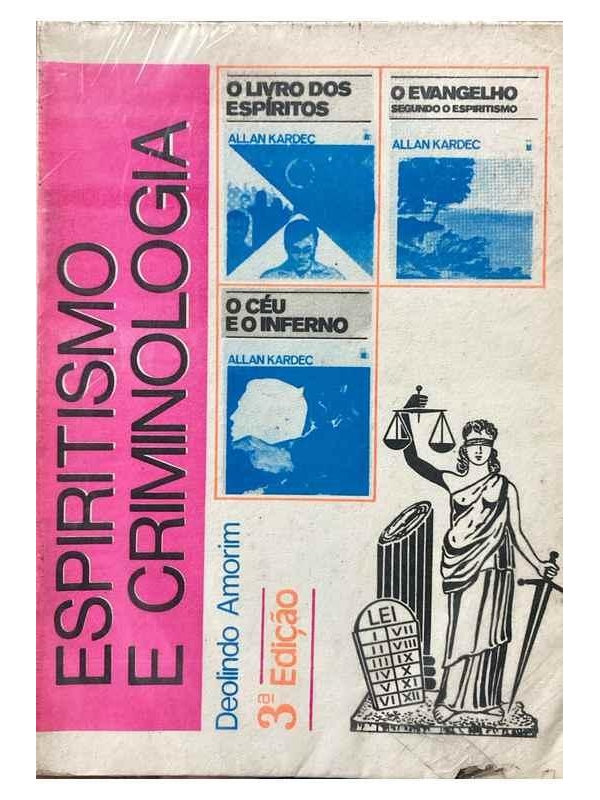 ESPIRITISMO
E CRIMINOLOGIA
O LIVRO DOS
ESPÍRITOS
ALLAN KARDEC
O EVANGELHO
SEGUNDO O ESPIRITISMO
ALLAN KARDEC
O CÉU
E O INFERNO
ALLAN KARDEC
Deolindo Amorim
3ª Edição
LEI
I VII
II VIII
III IX
IV X
V XI
VI XII